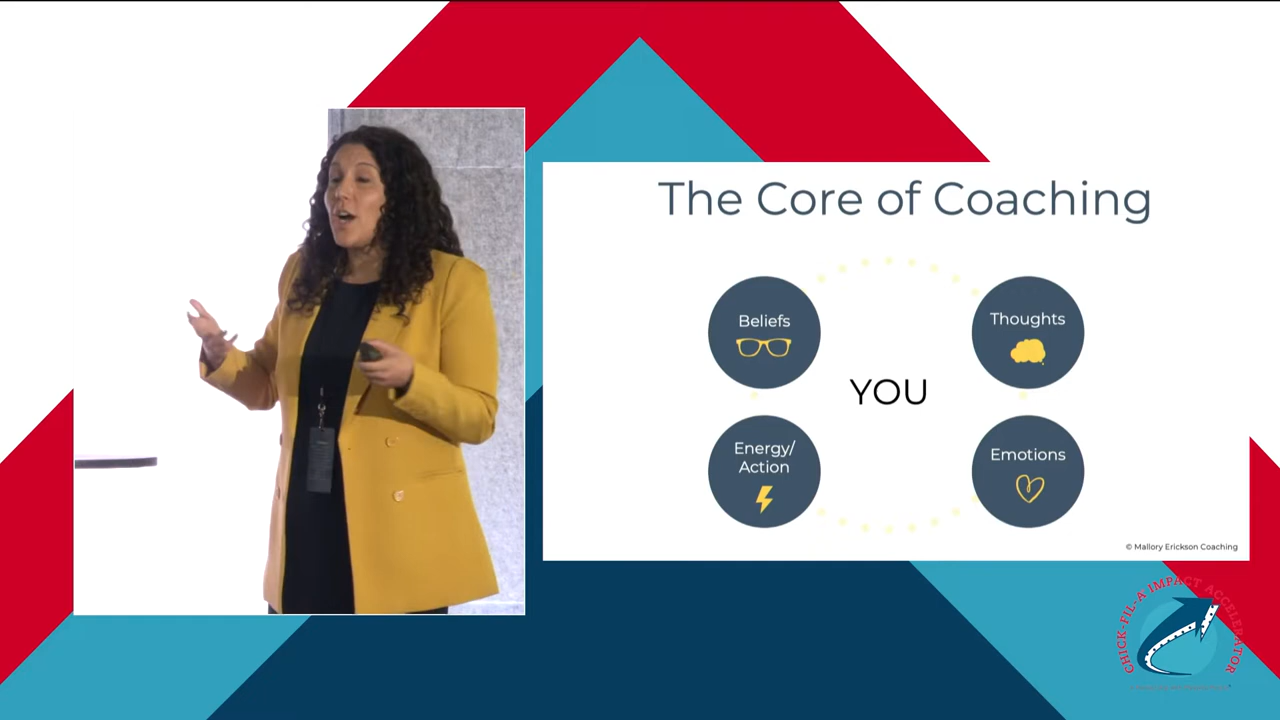 The Core of Coaching
Beliefs
Thoughts
YOU
Energy/
Action
Emotions
© Mallory Erickson Coaching
CHICK-FIL-A® IMPACT ACCELERATOR